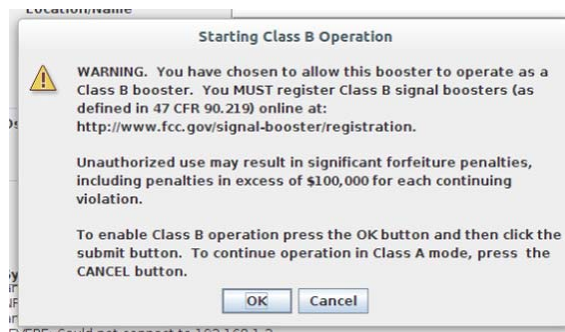 Location/Name
Starting Class B Operation
WARNING. You have chosen to allow this booster to operate as a
Class B booster. You MUST register Class B signal boosters (as
defined in 47 CFR 90.219) online at:
http://www.fcc.gov/signal-booster/registration.
Unauthorized use may result in significant forfeiture penalties,
including penalties in excess of $100,000 for each continuing
violation.
To enable Class B operation press the OK button and then click the
submit button. To continue operation in Class A mode, press the
CANCEL button.
OK Cancel
Could not connect to 192.168.1.2